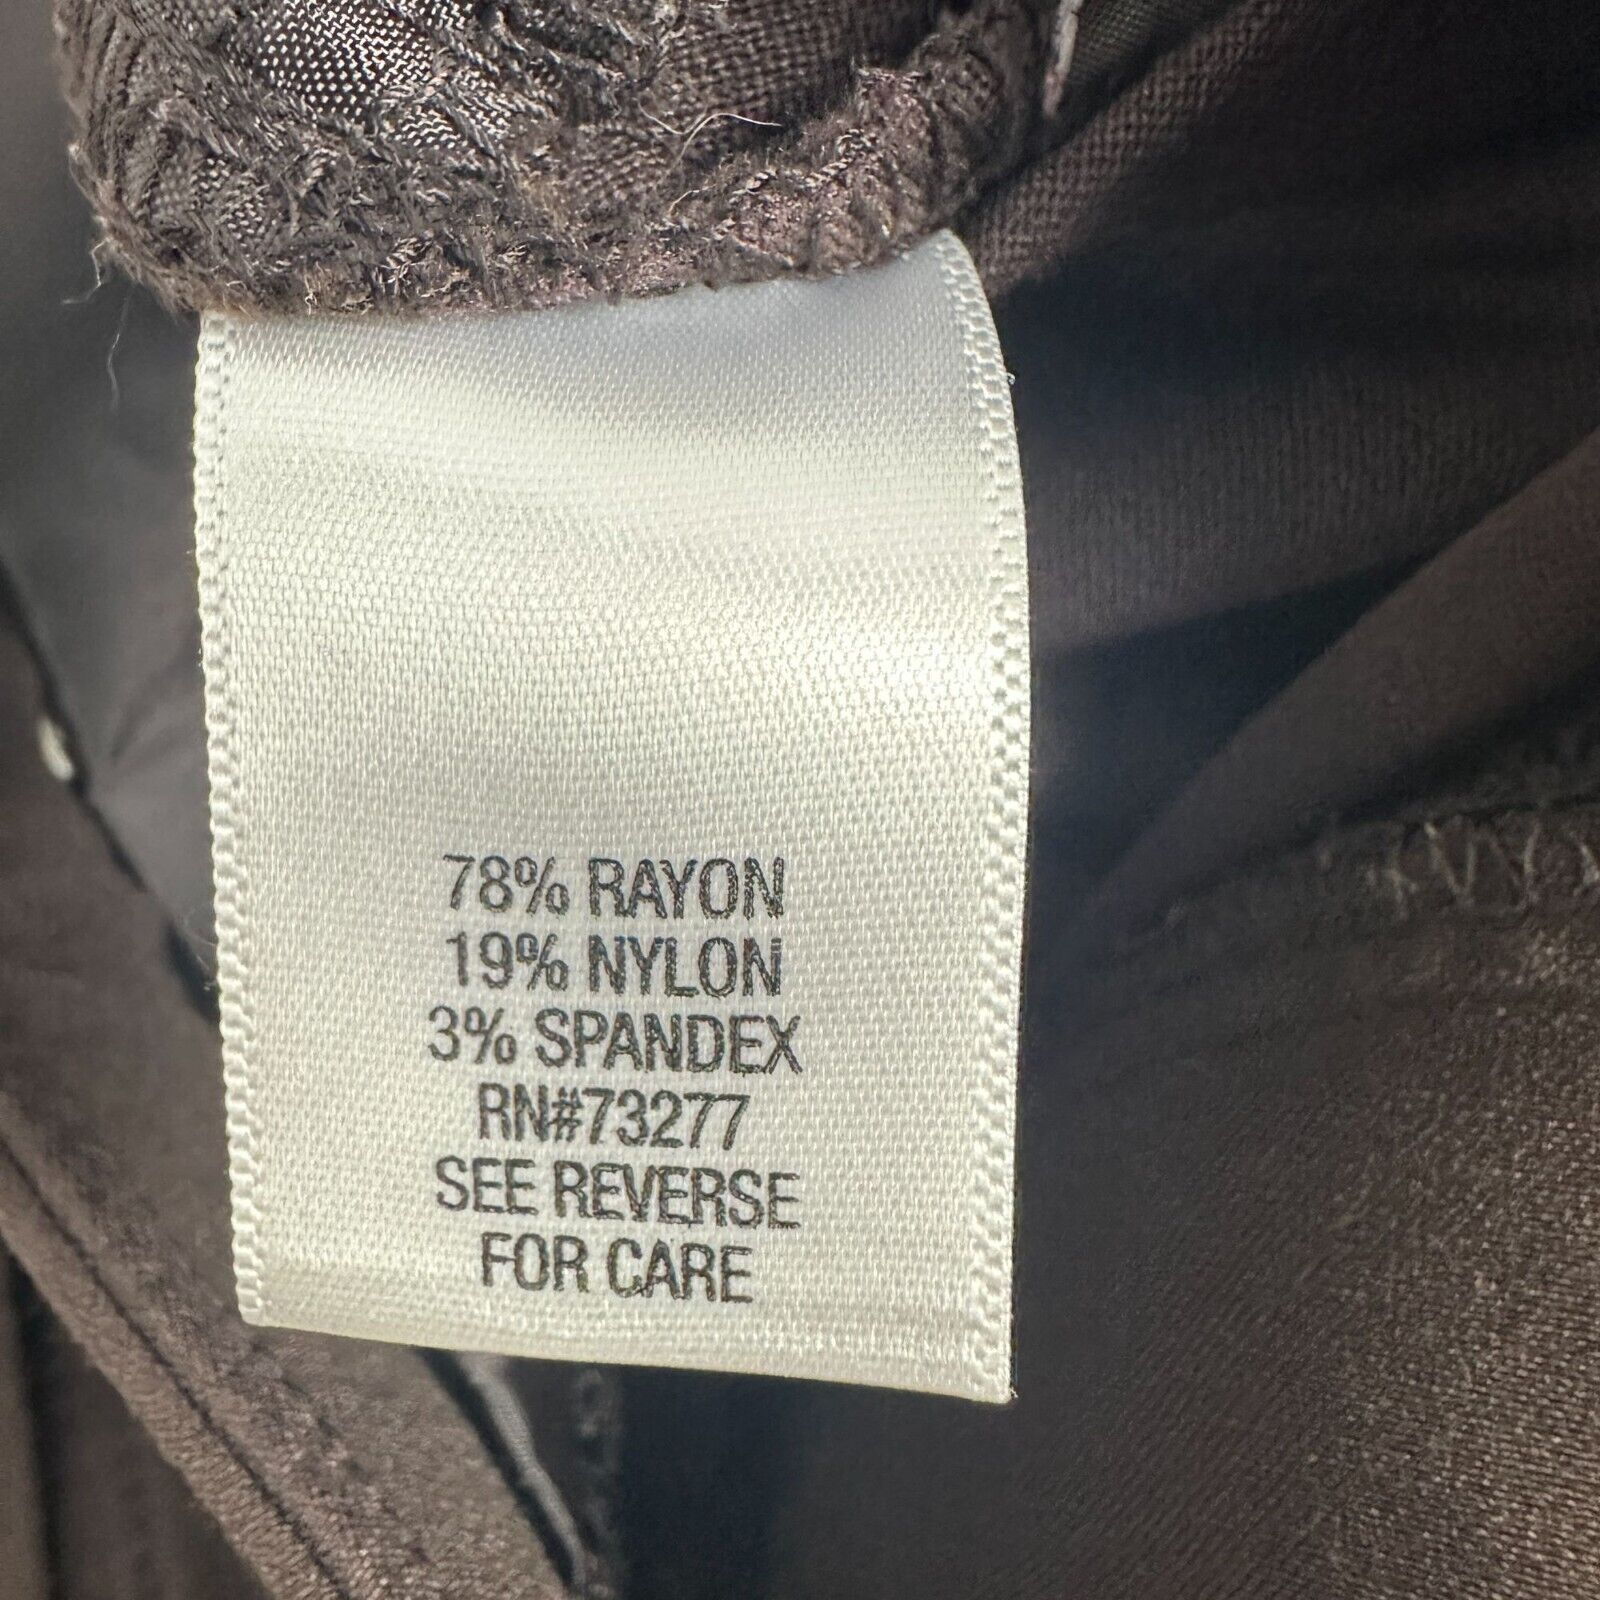 78% RAYON
19% NYLON
3% SPANDEX
RN#73277
SEE REVERSE
FOR CARE